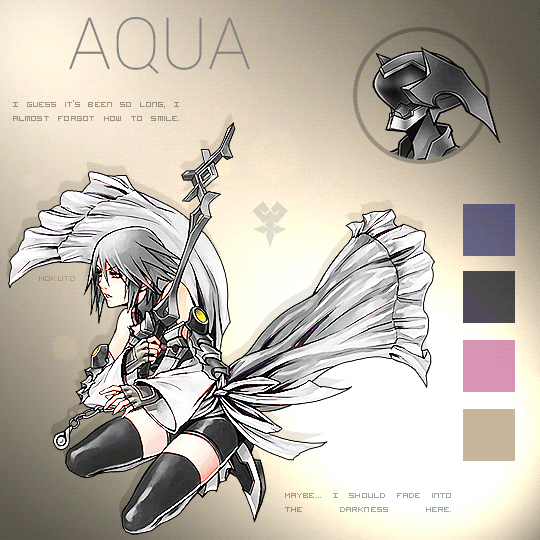 AQUA
I GUESS IT'S BEEN SO LONG, I
ALMOST FORGOT HOW TO SMILE.
NOKUTO
MAYBE... I SHOULD FADE INTO
THE DARKNESS HERE.